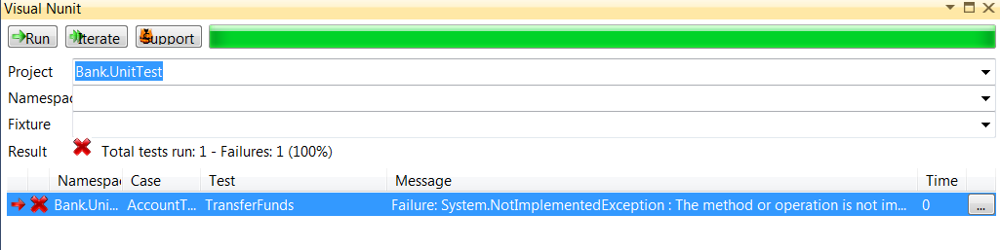 Visual Nunit
Run Iterate Support
Project Bank.UnitTest
Namespac
Fixture
Result Total tests run: 1 - Failures: 1 (100%)
Namespac Case Test Message Time
Bank.Uni... AccountT... TransferFunds Failure: System.NotImplementedException : The method or operation is not im... 0 ...